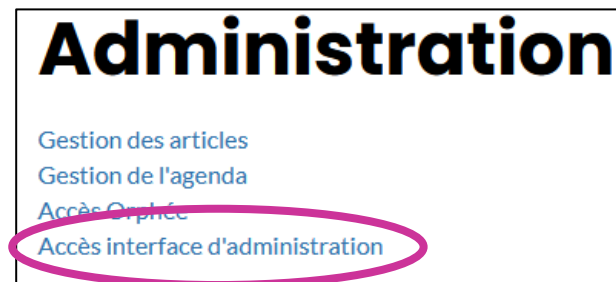 Administration
Gestion des articles
Gestion de l'agenda
Accès Orphée
Accès interface d'administration